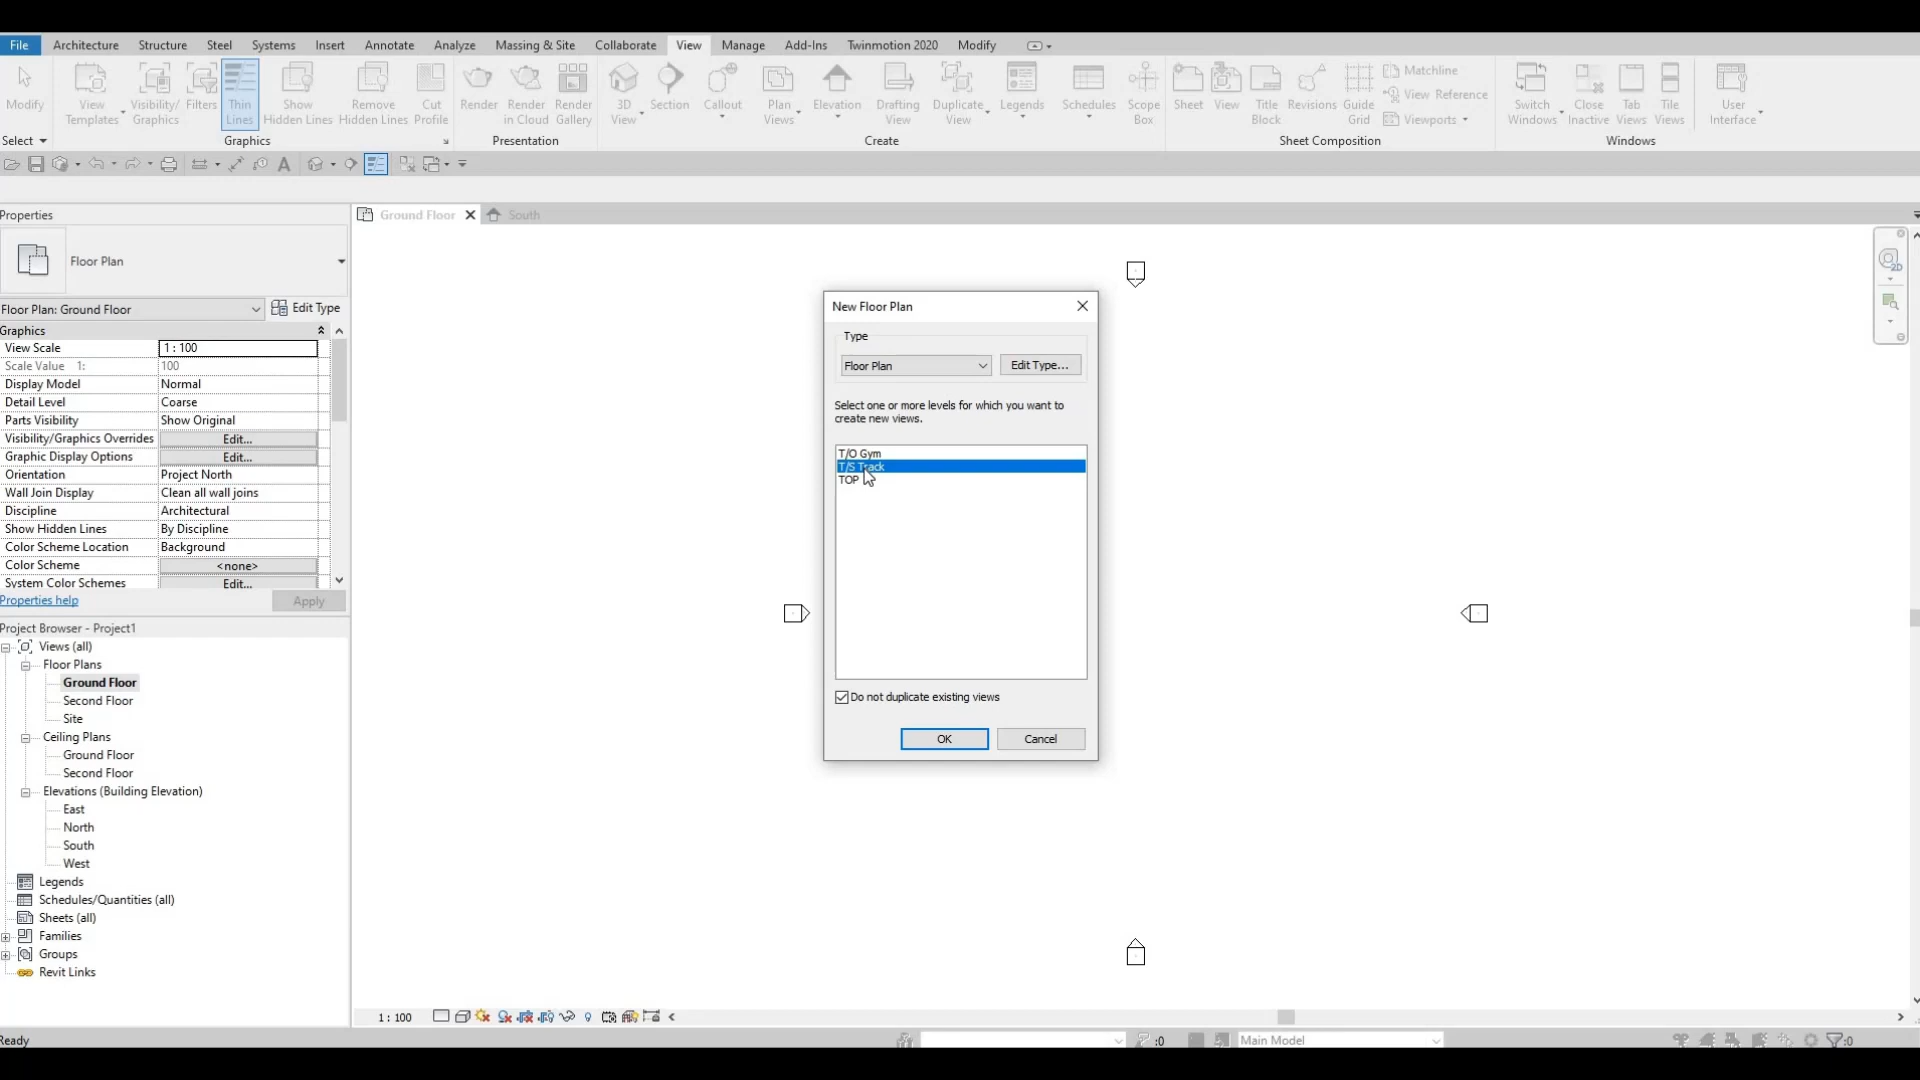 File Architecture Structure Steel Systems Insert Annotate Analyze Massing & Site Collaborate View Manage Add-Ins Twinmotion 2020 Modify
Modify
View Templates
Visibility/ Graphics
Filters
Thin Lines
Show Hidden Lines
Remove Hidden Lines
Cut Profile
Render
Render in Cloud
Render Gallery
3D View
Section
Callout
Plan Views
Elevation
Drafting View
Duplicate View
Legends
Schedules
Scope Box
Sheet
View
Title Block
Revisions
Guide Grid
Matchline
View Reference
Viewports
Switch Windows
Close Inactive
Tab Views
Tile Views
User Interface
Select Graphics Presentation Create Sheet Composition Windows
Properties
Ground Floor South
Floor Plan
Floor Plan: Ground Floor Edit Type
Graphics
View Scale 1 : 100
Scale Value 1: 100
Display Model Normal
Detail Level Coarse
Parts Visibility Show Original
Visibility/Graphics Overrides Edit...
Graphic Display Options Edit...
Orientation Project North
Wall Join Display Clean all wall joins
Discipline Architectural
Show Hidden Lines By Discipline
Color Scheme Location Background
Color Scheme <none>
System Color Schemes Edit...
Properties help Apply
Project Browser - Project1
Views (all)
Floor Plans
Ground Floor
Second Floor
Site
Ceiling Plans
Ground Floor
Second Floor
Elevations (Building Elevation)
East
North
South
West
Legends
Schedules/Quantities (all)
Sheets (all)
Families
Groups
Revit Links
New Floor Plan
Type
Floor Plan Edit Type...
Select one or more levels for which you want to
create new views.
T/O Gym
T/S Track
TOP
Do not duplicate existing views
OK Cancel
2D
1 : 100
Ready :0 Main Model :0